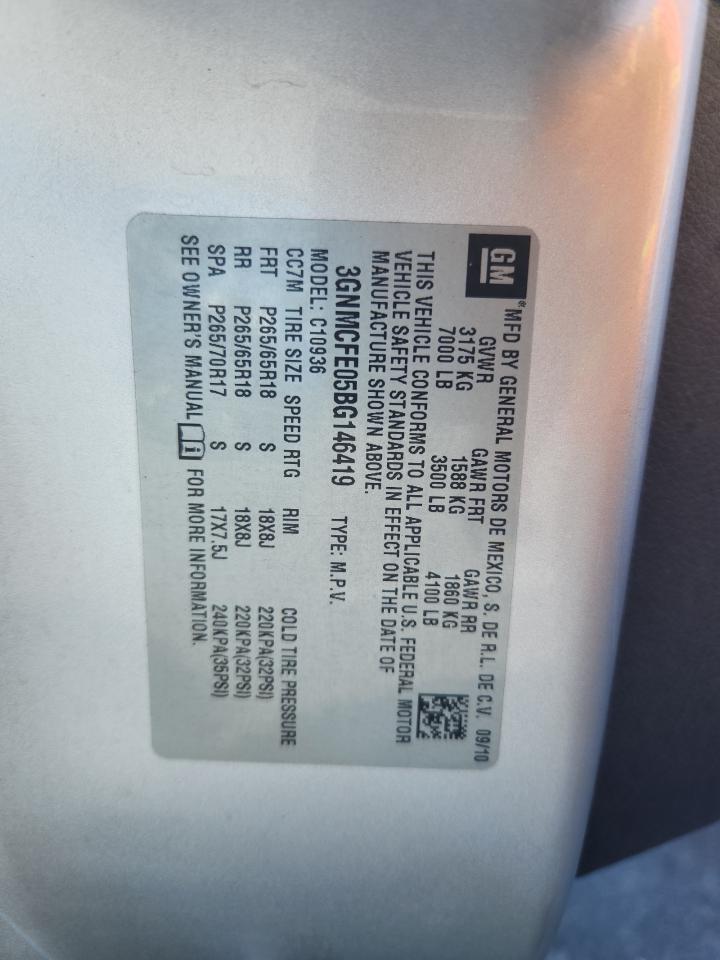 GM
® MFD BY GENERAL MOTORS DE MEXICO, S. DE R.L. DE C.V. 09/10
GVWR GAWR FRT GAWR RR
3175 KG 1588 KG 1860 KG
7000 LB 3500 LB 4100 LB
THIS VEHICLE CONFORMS TO ALL APPLICABLE U.S. FEDERAL MOTOR
VEHICLE SAFETY STANDARDS IN EFFECT ON THE DATE OF
MANUFACTURE SHOWN ABOVE.
3GNMCFE05BG146419 TYPE: M.P.V.
MODEL: C10936
CC7M TIRE SIZE SPEED RTG RIM COLD TIRE PRESSURE
FRT P265/65R18 S 18X8J 220KPA(32PSI)
RR P265/65R18 S 18X8J 220KPA(32PSI)
SPA P265/70R17 S 17X7.5J 240KPA(35PSI)
SEE OWNER'S MANUAL FOR MORE INFORMATION.